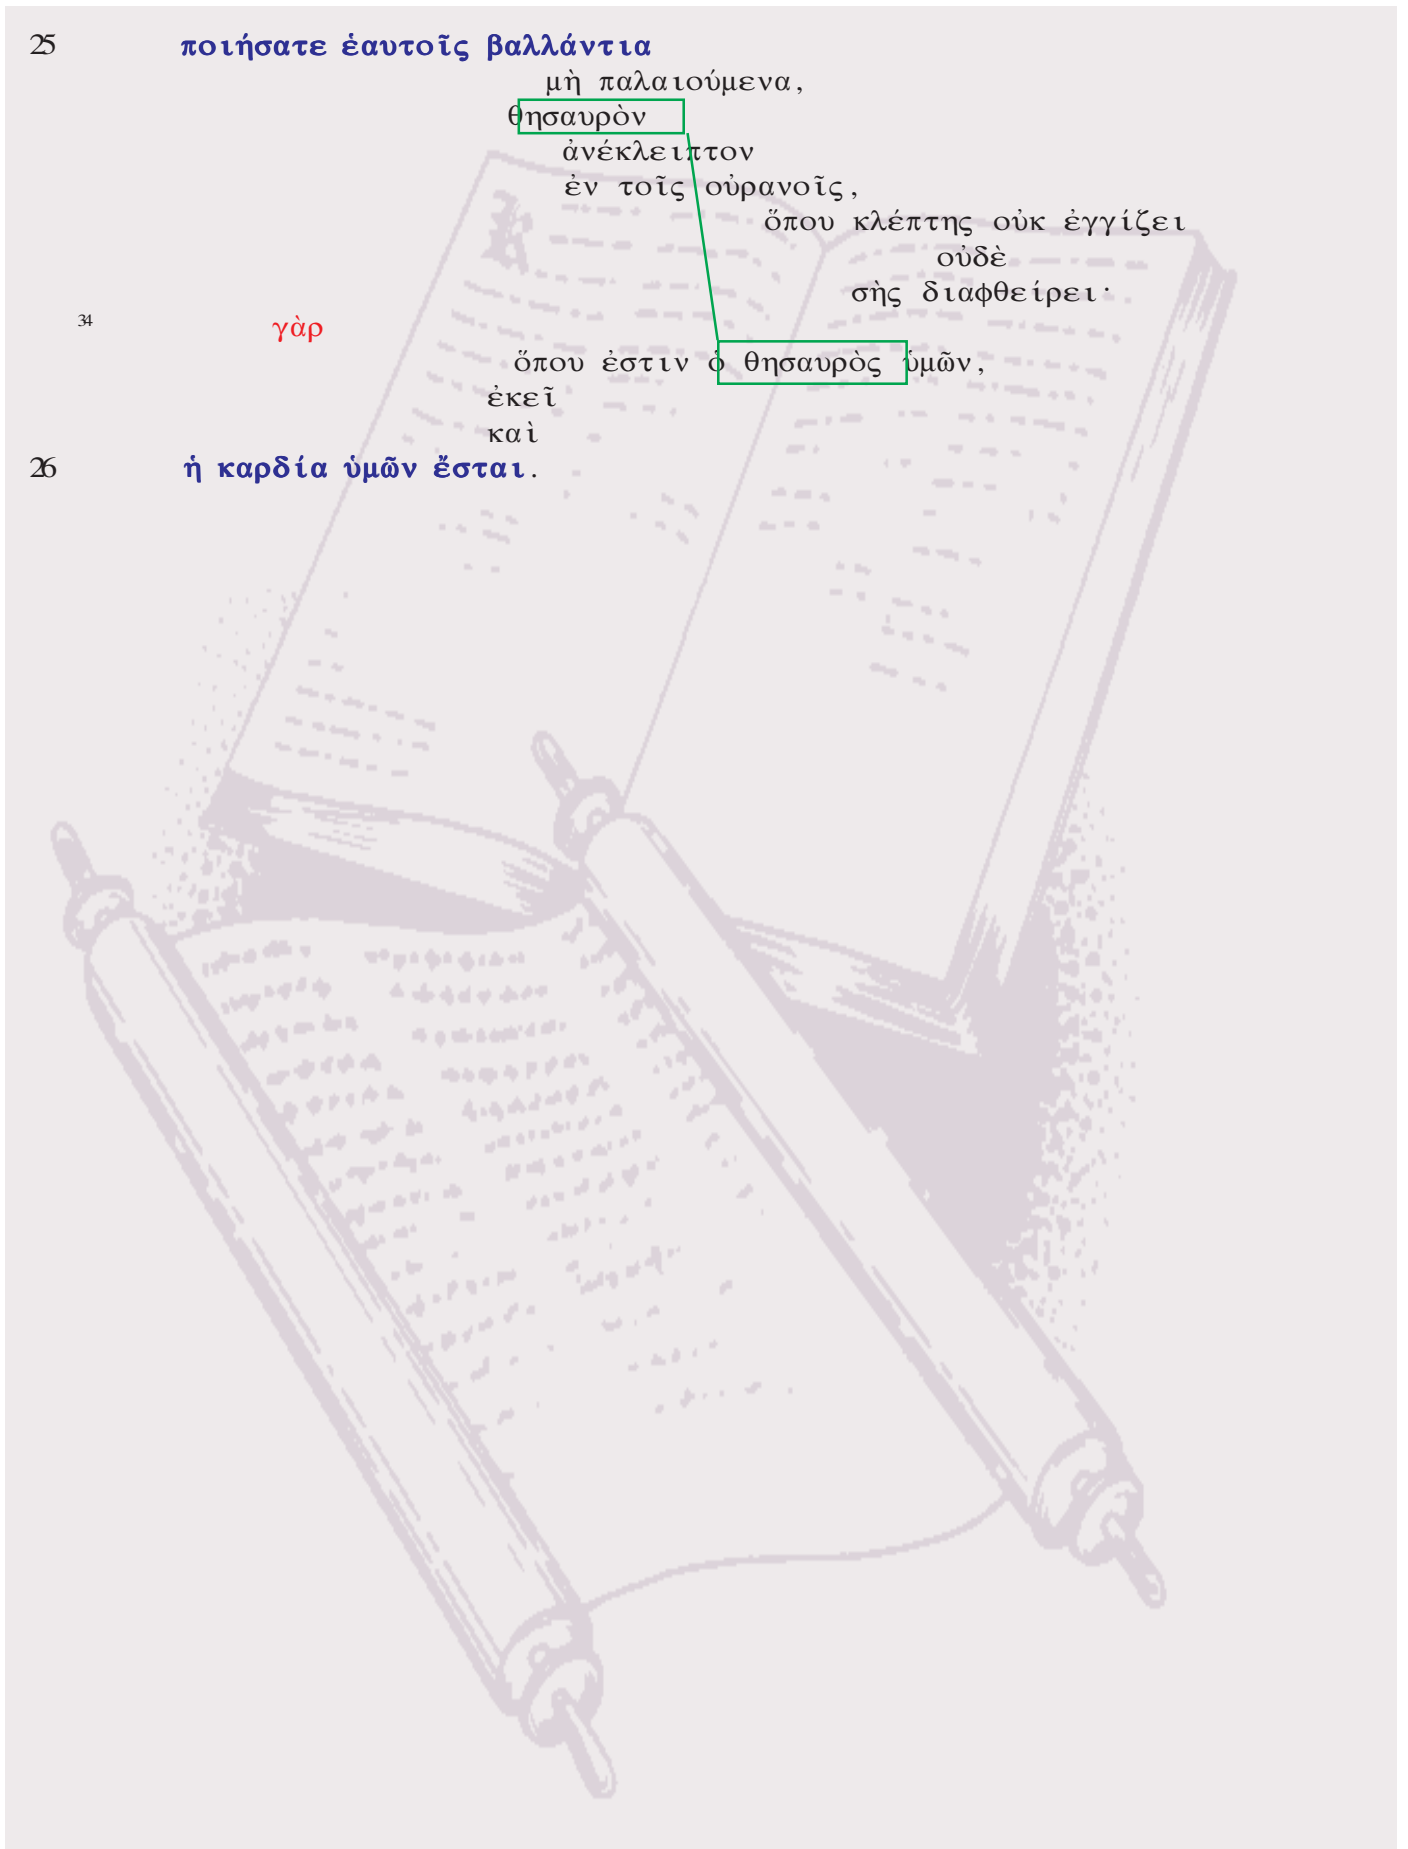 25 ποιήσατε ἑαυτοῖς βαλλάντια
μὴ παλαιούμενα,
θησαυρὸν
ἀνέκλειπτον
ἐν τοῖς οὐρανοῖς,
ὅπου κλέπτης οὐκ ἐγγίζει
οὐδὲ
σὴς διαφθείρει·
34 γὰρ
ὅπου ἐστιν ὁ θησαυρὸς ὑμῶν,
ἐκεῖ
καὶ
26 ἡ καρδία ὑμῶν ἔσται.